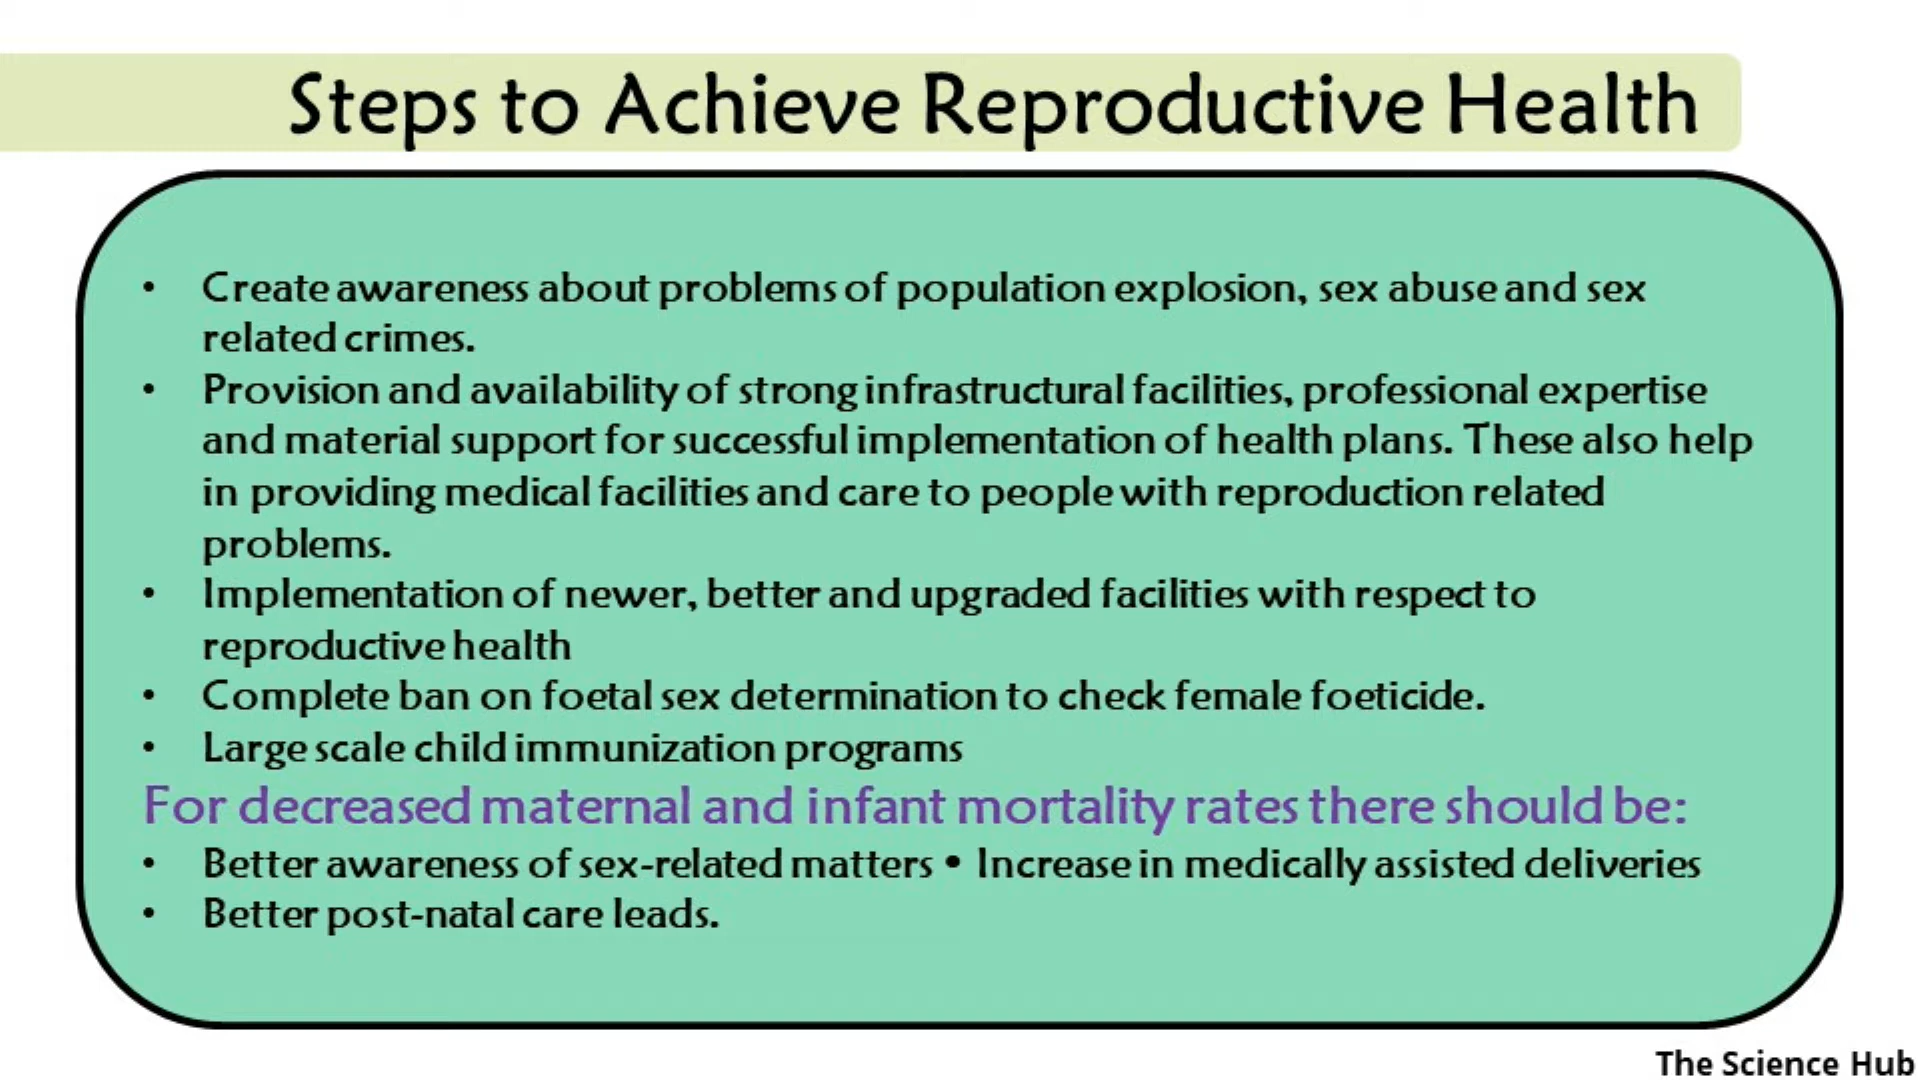 Steps to Achieve Reproductive Health
• Create awareness about problems of population explosion, sex abuse and sex
related crimes.
• Provision and availability of strong infrastructural facilities, professional expertise
and material support for successful implementation of health plans. These also help
in providing medical facilities and care to people with reproduction related
problems.
• Implementation of newer, better and upgraded facilities with respect to
reproductive health
• Complete ban on foetal sex determination to check female foeticide.
• Large scale child immunization programs
For decreased maternal and infant mortality rates there should be:
• Better awareness of sex-related matters • Increase in medically assisted deliveries
• Better post-natal care leads.
The Science Hub